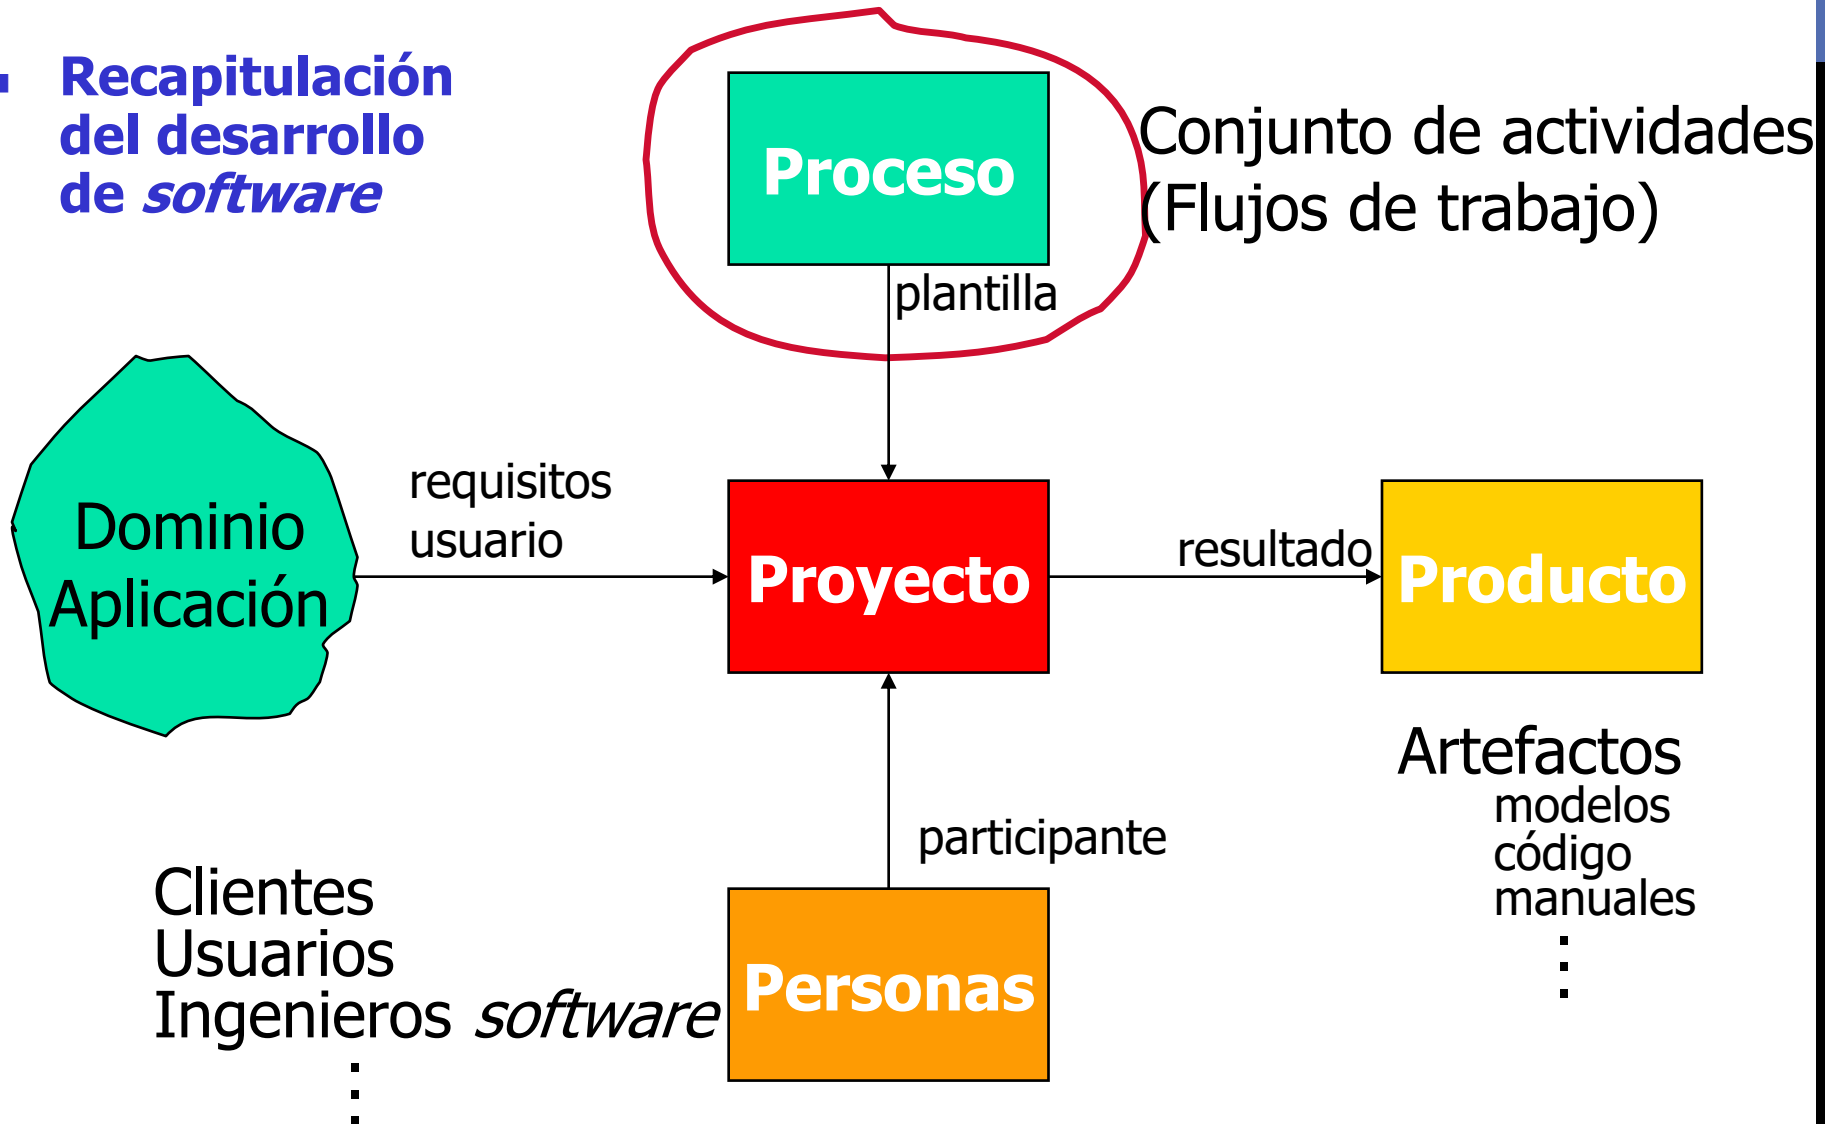 Recapitulación
del desarrollo
de software
Proceso
Conjunto de actividades
(Flujos de trabajo)
plantilla
Dominio
Aplicación
requisitos
usuario
Proyecto
resultado
Producto
Artefactos
modelos
código
manuales
participante
Clientes
Usuarios
Ingenieros software
Personas